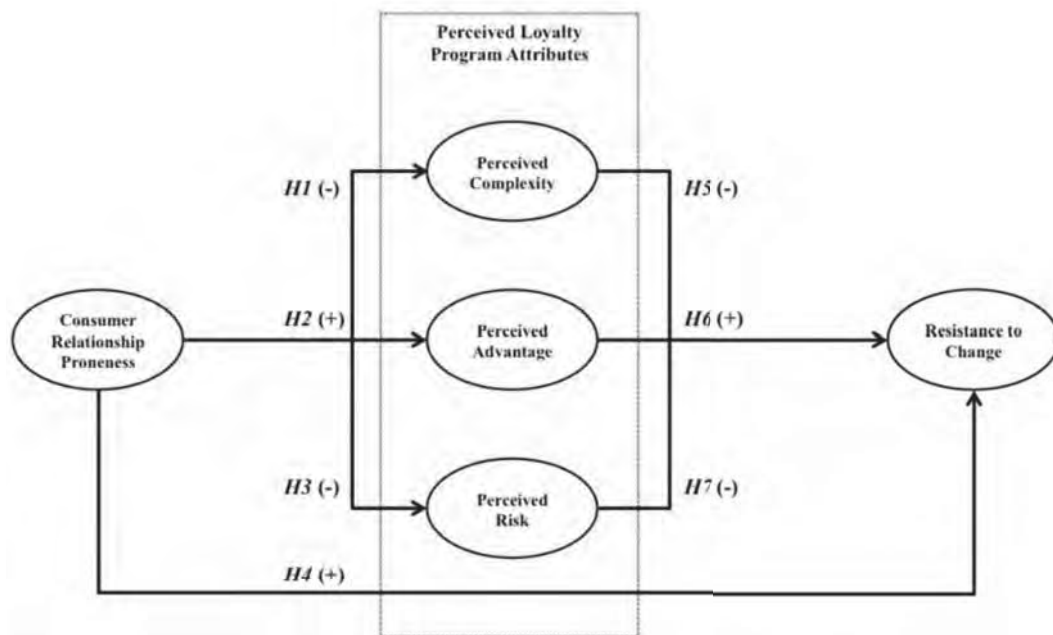 Perceived Loyalty
Program Attributes
Perceived
Complexity
H1 (-)
H5 (-)
Consumer
Relationship
Proneness
H2 (+)
Perceived
Advantage
H6 (+)
Resistance to
Change
H3 (-)
Perceived
Risk
H7 (-)
H4 (+)